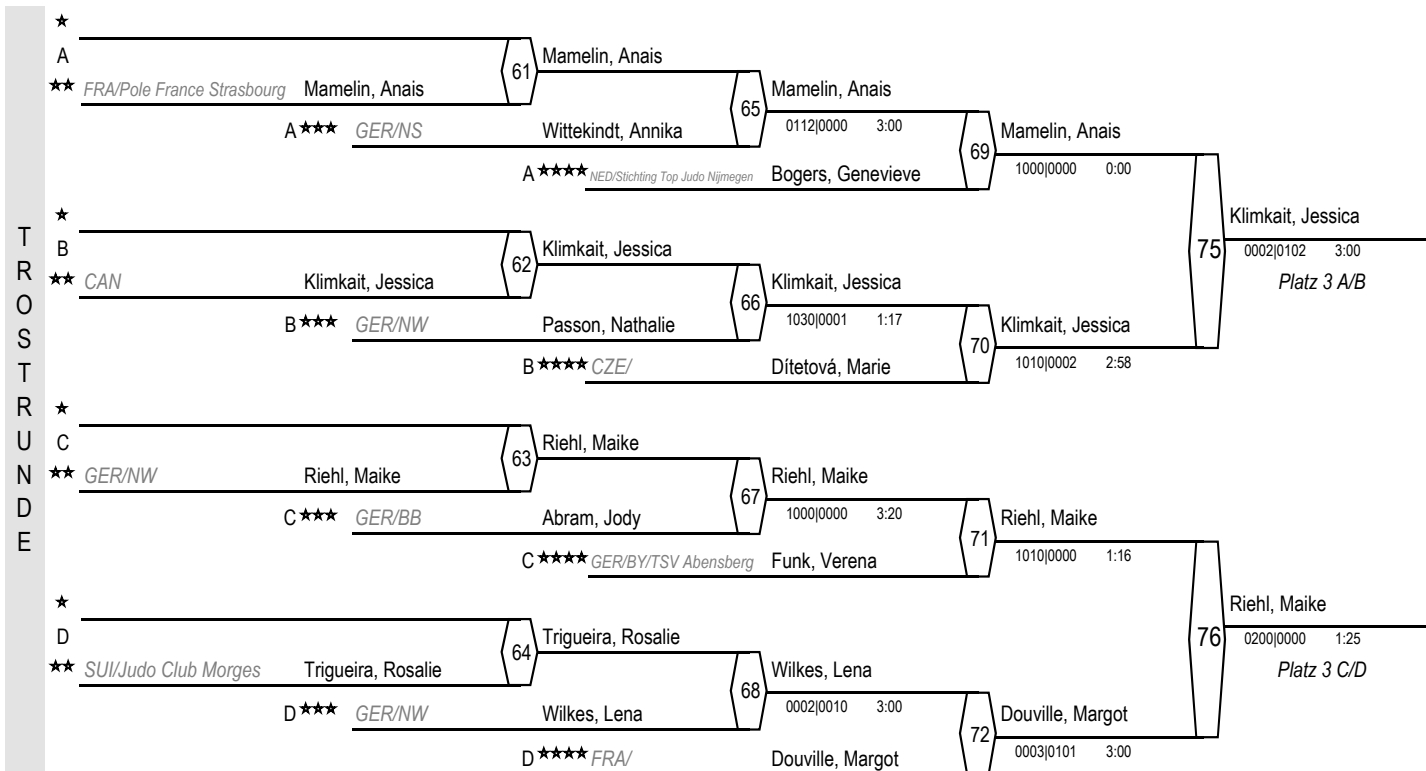 TROSTRUNDE
★
A
61 Mamelin, Anais
★★ FRA/Pole France Strasbourg Mamelin, Anais
65 Mamelin, Anais
0112|0000 3:00
A ★★★ GER/NS Wittekindt, Annika
69 Mamelin, Anais
1000|0000 0:00
A ★★★★ NED/Stichting Top Judo Nijmegen Bogers, Genevieve
★
B
62 Klimkait, Jessica
75 Klimkait, Jessica
0002|0102 3:00
Platz 3 A/B
★★ CAN Klimkait, Jessica
66 Klimkait, Jessica
1030|0001 1:17
B ★★★ GER/NW Passon, Nathalie
70 Klimkait, Jessica
1010|0002 2:58
B ★★★★ CZE/ Dítetová, Marie
★
C
63 Riehl, Maike
★★ GER/NW Riehl, Maike
67 Riehl, Maike
1000|0000 3:20
C ★★★ GER/BB Abram, Jody
71 Riehl, Maike
1010|0000 1:16
C ★★★★ GER/BY/TSV Abensberg Funk, Verena
★
D
64 Trigueira, Rosalie
76 Riehl, Maike
0200|0000 1:25
Platz 3 C/D
★★ SUI/Judo Club Morges Trigueira, Rosalie
68 Wilkes, Lena
0002|0010 3:00
D ★★★ GER/NW Wilkes, Lena
72 Douville, Margot
0003|0101 3:00
D ★★★★ FRA/ Douville, Margot